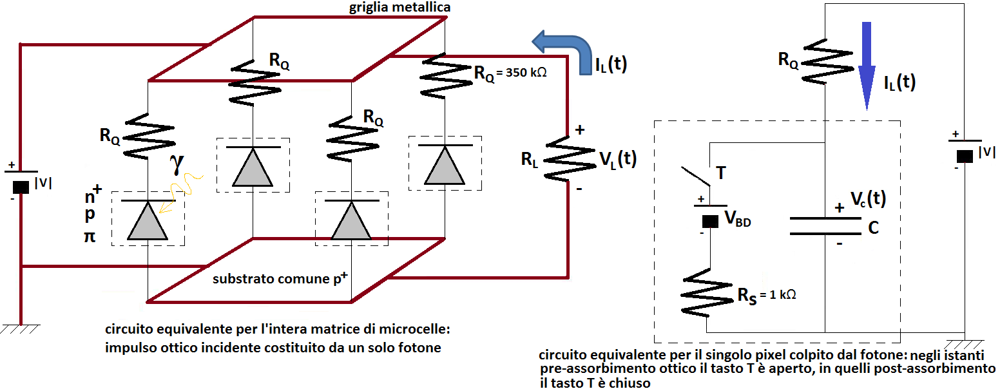 griglia metallica
R_Q
R_Q = 350 kΩ
I_L(t)
R_Q
R_Q
γ
+
|V|
-
n+
p
π
+
R_L
V_L(t)
-
substrato comune p+
circuito equivalente per l'intera matrice di microcelle:
impulso ottico incidente costituito da un solo fotone
R_Q
I_L(t)
+
|V|
-
T
+
V_BD
-
+
V_c(t)
C
-
R_S = 1 kΩ
circuito equivalente per il singolo pixel colpito dal fotone: negli istanti
pre-assorbimento ottico il tasto T è aperto, in quelli post-assorbimento
il tasto T è chiuso